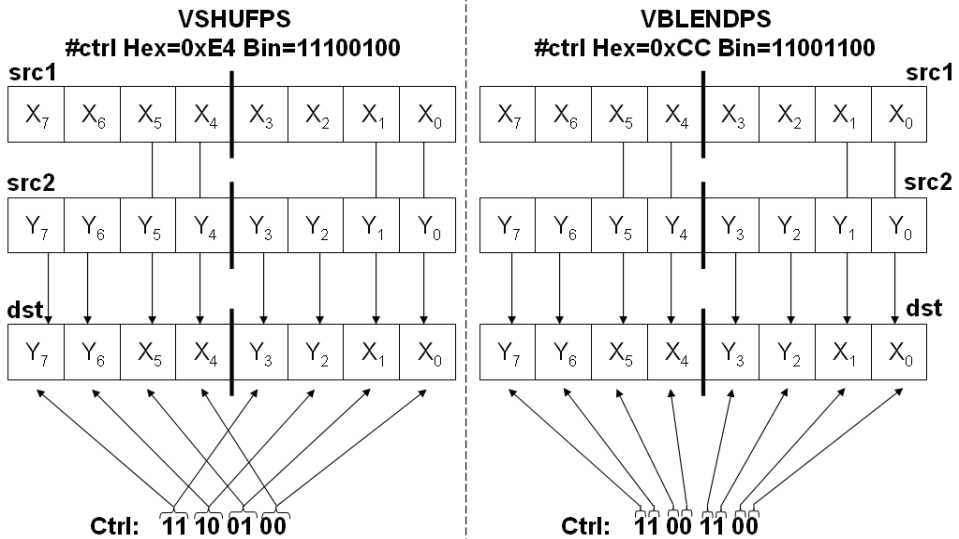 VSHUFPS
#ctrl Hex=0xE4 Bin=11100100
src1
X7 X6 X5 X4 X3 X2 X1 X0
src2
Y7 Y6 Y5 Y4 Y3 Y2 Y1 Y0
dst
Y7 Y6 X5 X4 Y3 Y2 X1 X0
Ctrl: 11 10 01 00
VBLENDPS
#ctrl Hex=0xCC Bin=11001100
src1
X7 X6 X5 X4 X3 X2 X1 X0
src2
Y7 Y6 Y5 Y4 Y3 Y2 Y1 Y0
dst
Y7 Y6 X5 X4 Y3 Y2 X1 X0
Ctrl: 11 00 11 00